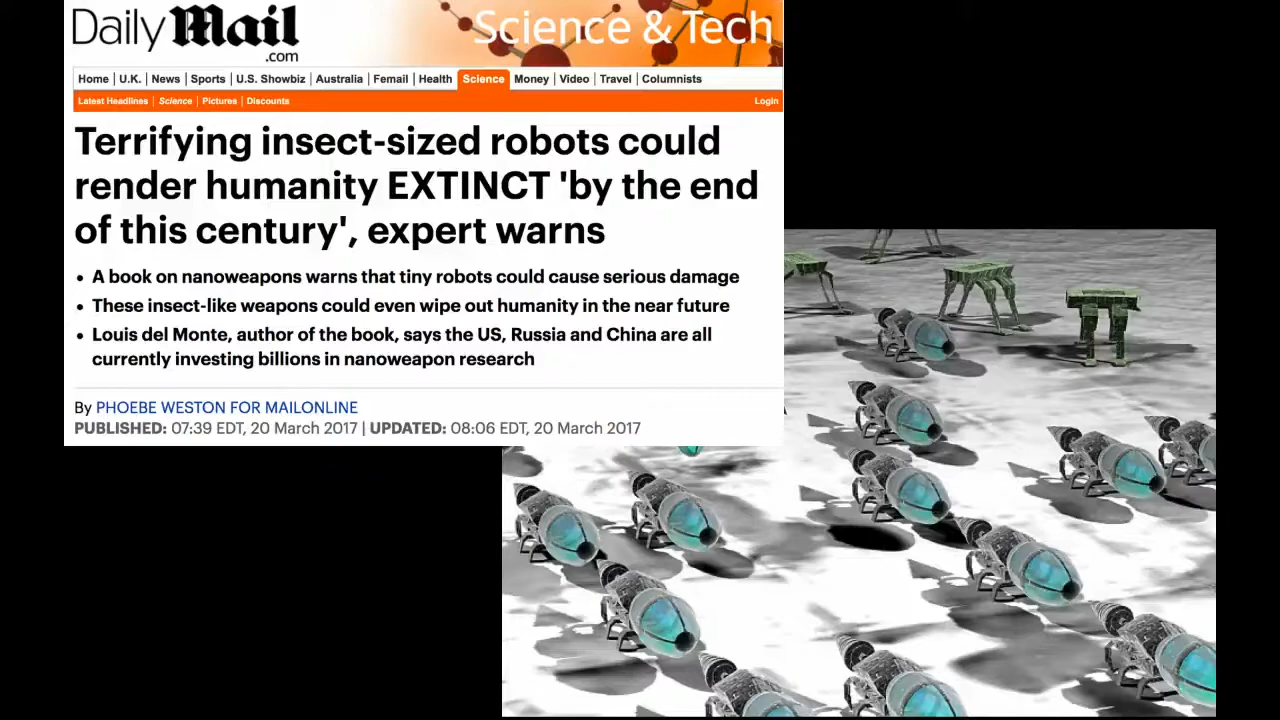 Daily Mail
.com
Science & Tech
Home | U.K. | News | Sports | U.S. Showbiz | Australia | Femail | Health | Science | Money | Video | Travel | Columnists
Latest Headlines | Science | Pictures | Discounts
Login
Terrifying insect-sized robots could
render humanity EXTINCT 'by the end
of this century', expert warns
• A book on nanoweapons warns that tiny robots could cause serious damage
• These insect-like weapons could even wipe out humanity in the near future
• Louis del Monte, author of the book, says the US, Russia and China are all
currently investing billions in nanoweapon research
By PHOEBE WESTON FOR MAILONLINE
PUBLISHED: 07:39 EDT, 20 March 2017 | UPDATED: 08:06 EDT, 20 March 2017